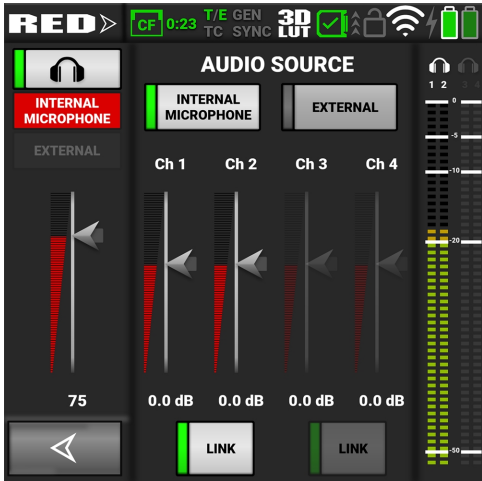 RED
CF 0:23 T/E GEN 3D
TC SYNC LUT
AUDIO SOURCE
INTERNAL
MICROPHONE
EXTERNAL
INTERNAL
MICROPHONE
EXTERNAL
Ch 1 Ch 2 Ch 3 Ch 4
75
0.0 dB 0.0 dB 0.0 dB 0.0 dB
LINK LINK
1 2 3 4
0
-5
-10
-20
-50